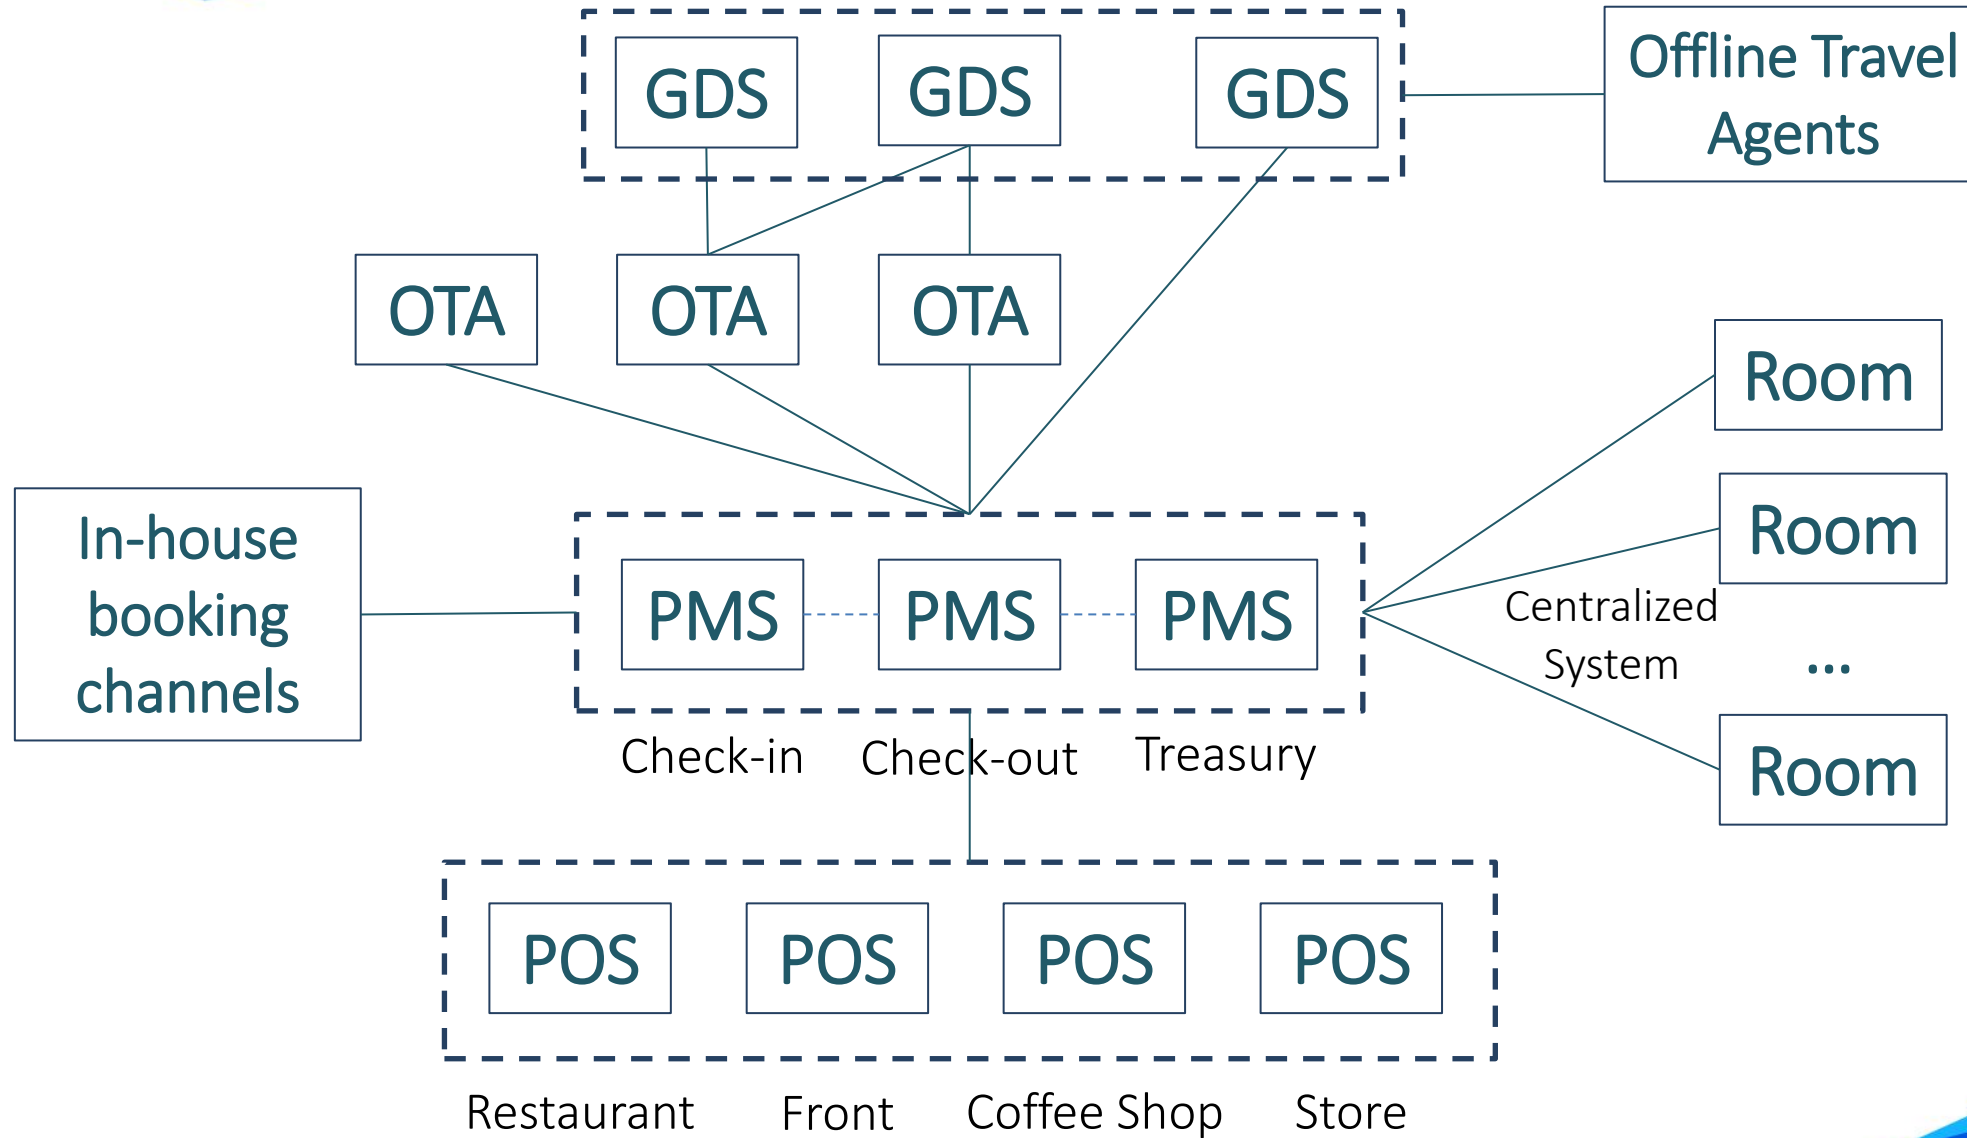 GDS
GDS
GDS
Offline Travel
Agents
OTA
OTA
OTA
Room
Room
In-house
booking
channels
PMS
PMS
PMS
Centralized
System
...
Room
Check-in
Check-out
Treasury
POS
POS
POS
POS
Restaurant
Front
Coffee Shop
Store